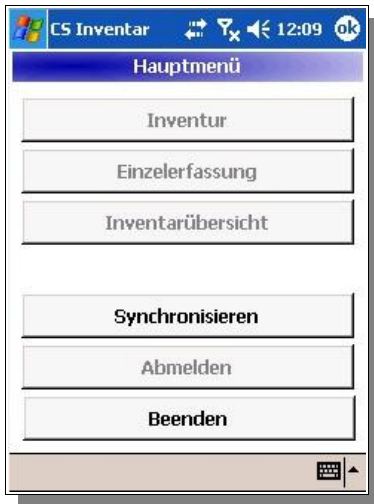 CS Inventar 12:09 ok
Hauptmenü
Inventur
Einzelerfassung
Inventarübersicht
Synchronisieren
Abmelden
Beenden